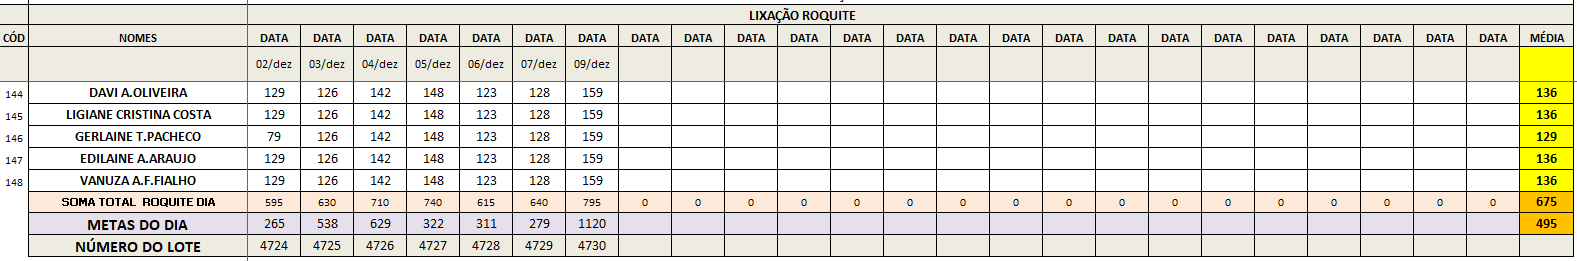 LIXAÇÃO ROQUITE
CÓD NOMES DATA DATA DATA DATA DATA DATA DATA DATA DATA DATA DATA DATA DATA DATA DATA DATA DATA DATA DATA DATA DATA DATA DATA DATA MÉDIA
02/dez 03/dez 04/dez 05/dez 06/dez 07/dez 09/dez
144 DAVI A.OLIVEIRA 129 126 142 148 123 128 159 136
145 LIGIANE CRISTINA COSTA 129 126 142 148 123 128 159 136
146 GERLAINE T.PACHECO 79 126 142 148 123 128 159 129
147 EDILAINE A.ARAUJO 129 126 142 148 123 128 159 136
148 VANUZA A.F.FIALHO 129 126 142 148 123 128 159 136
SOMA TOTAL ROQUITE DIA 595 630 710 740 615 640 795 0 0 0 0 0 0 0 0 0 0 0 0 0 0 0 0 0 675
METAS DO DIA 265 538 629 322 311 279 1120 495
NÚMERO DO LOTE 4724 4725 4726 4727 4728 4729 4730